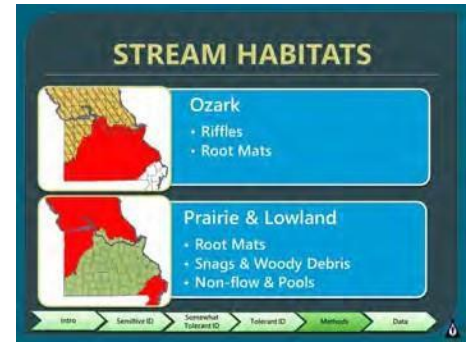 STREAM HABITATS
Ozark
• Riffles
• Root Mats
Prairie & Lowland
• Root Mats
• Snags & Woody Debris
• Non-flow & Pools
Intro
Sensitive ID
Somewhat
Tolerant ID
Tolerant ID
Methods
Data